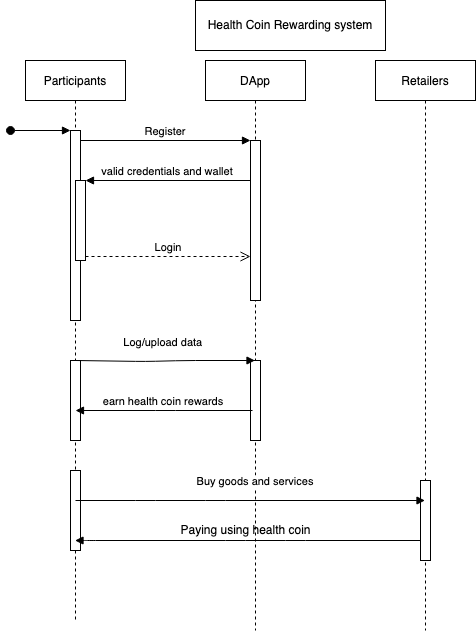 Health Coin Rewarding system
Participants
DApp
Retailers
Register
valid credentials and wallet
Login
Log/upload data
earn health coin rewards
Buy goods and services
Paying using health coin